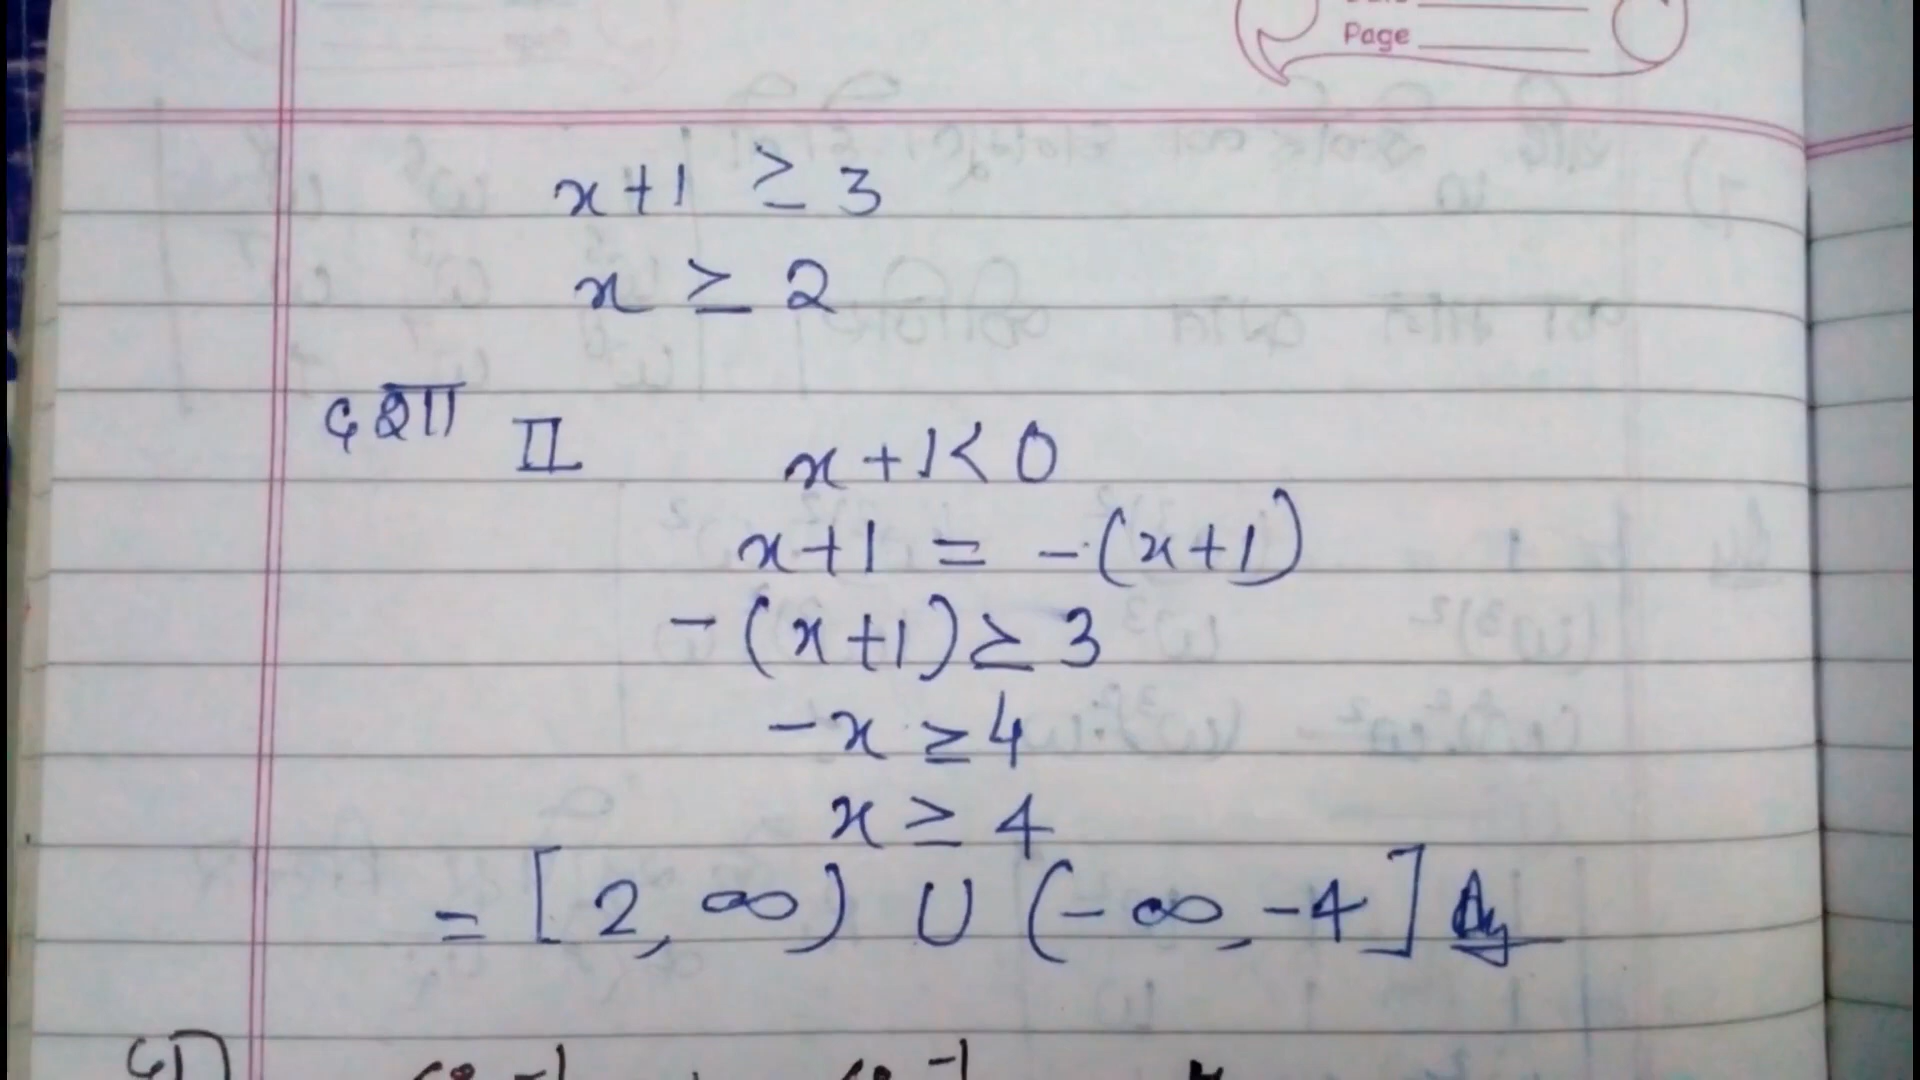 Page
x+1 ≥ 3
x ≥ 2
दशा II x+1<0
x+1 = -(x+1)
-(x+1) ≥ 3
-x ≥ 4
x ≥ 4
= [2, ∞) ∪ (-∞, -4] Ans